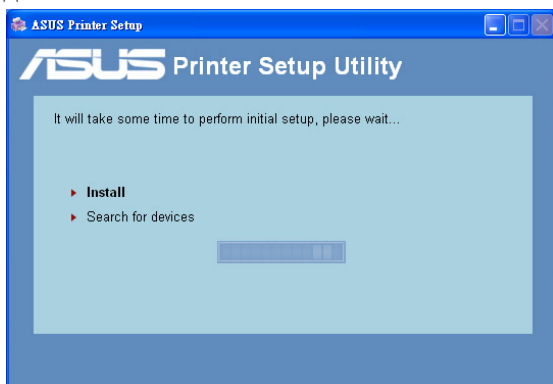 ASUS Printer Setup
ASUS Printer Setup Utility
It will take some time to perform initial setup, please wait...
Install
Search for devices